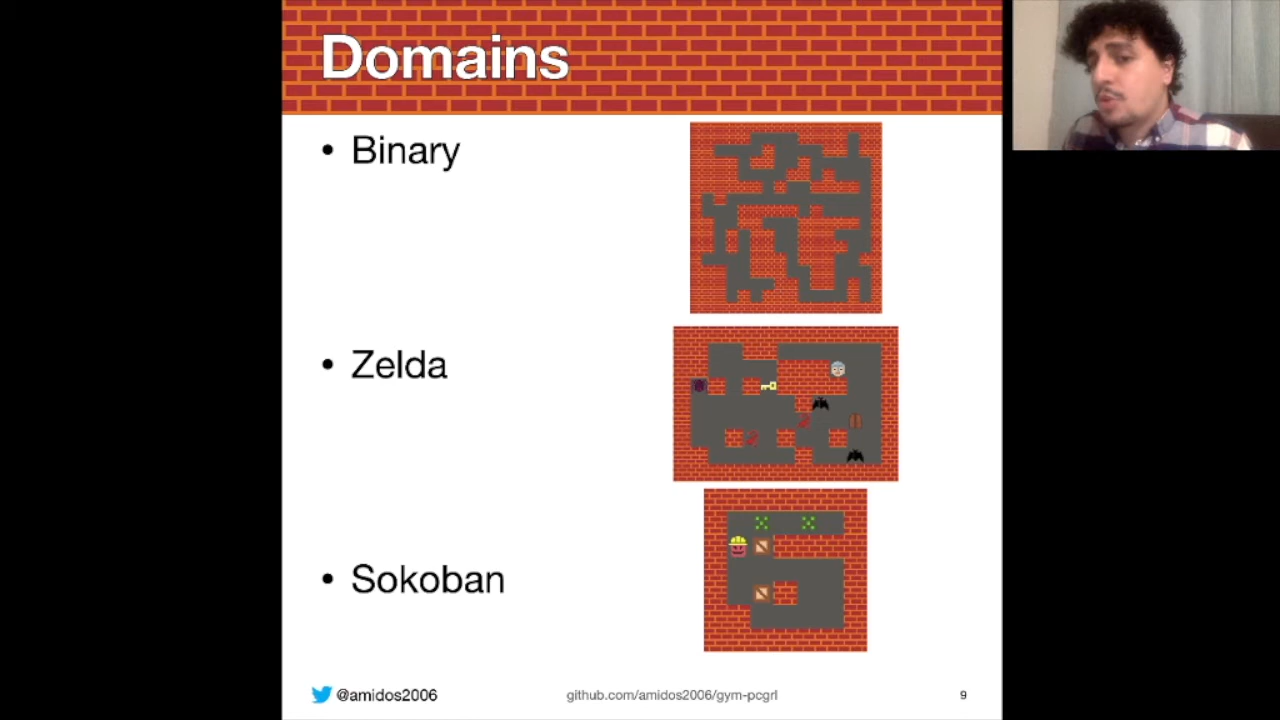 Domains
• Binary
• Zelda
• Sokoban
@amidos2006
github.com/amidos2006/gym-pcgrl
9